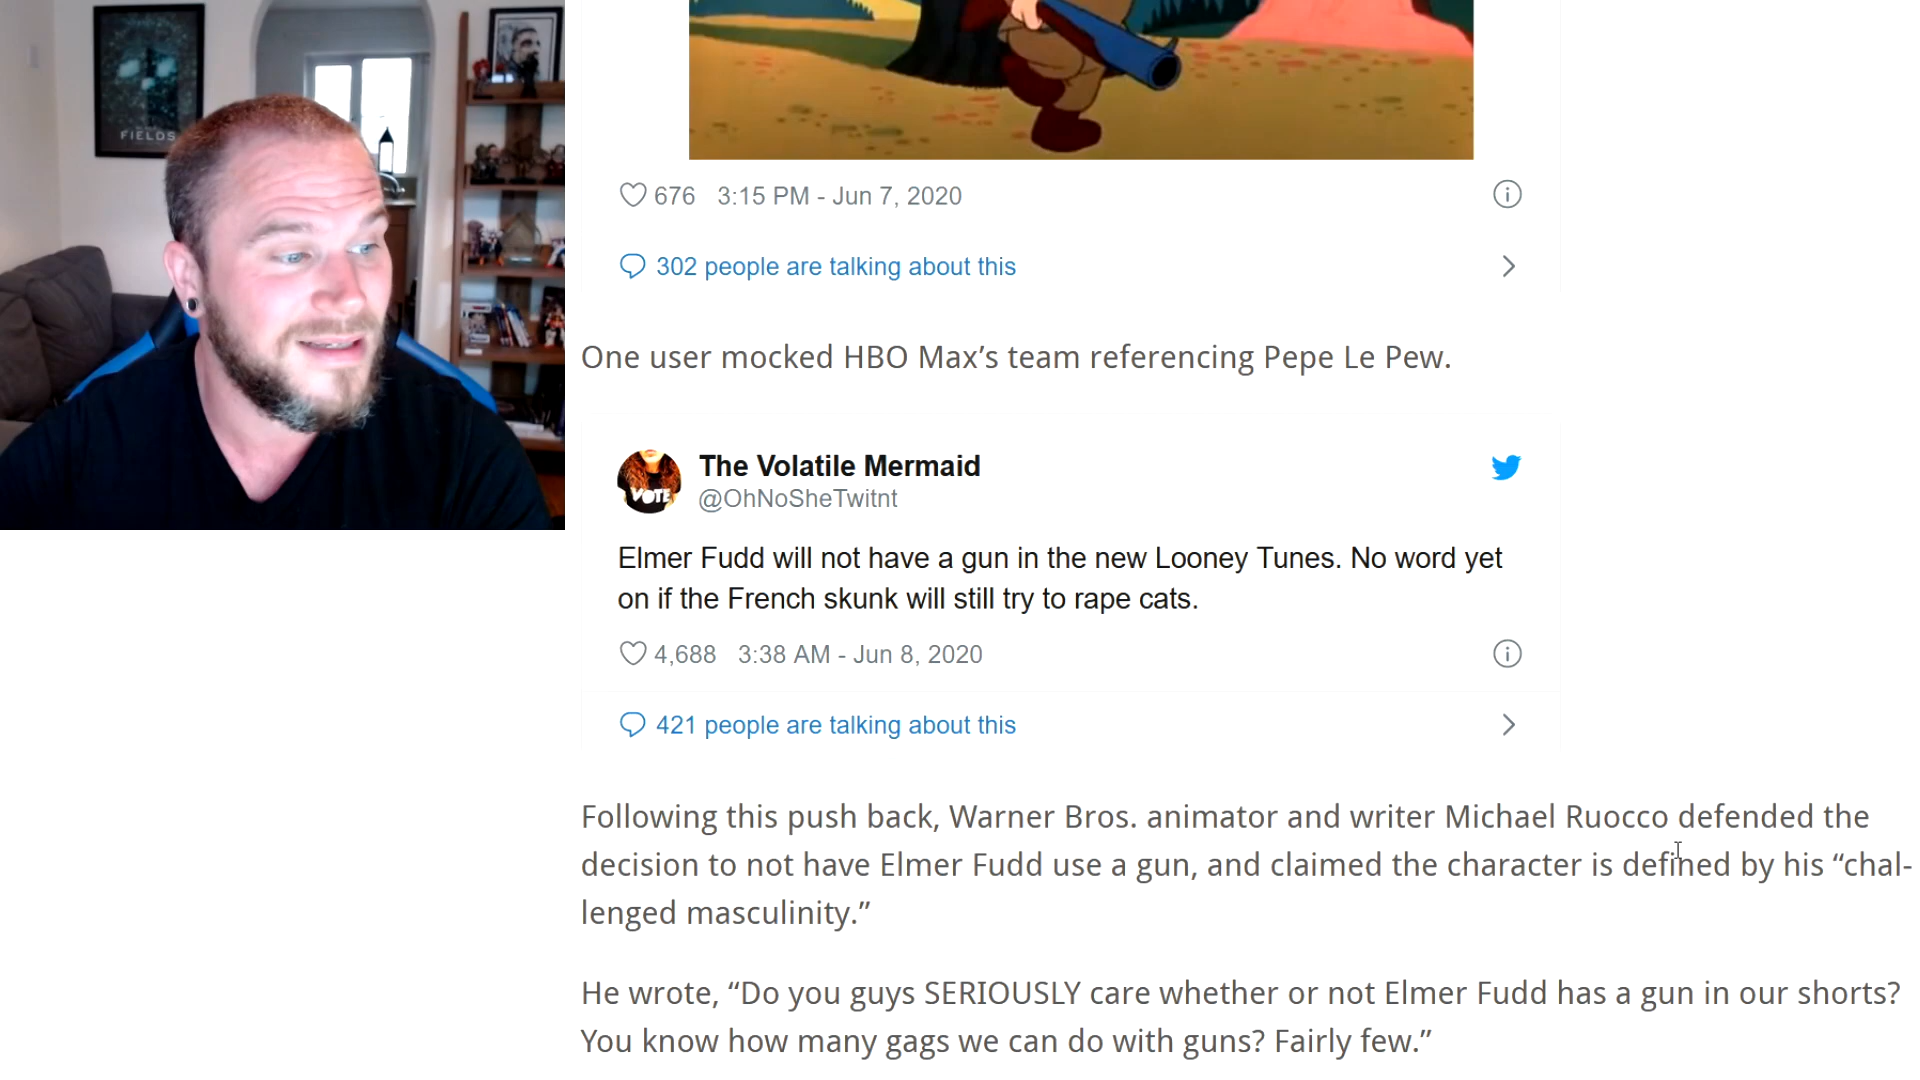 FIELDS
676 3:15 PM - Jun 7, 2020
302 people are talking about this
One user mocked HBO Max’s team referencing Pepe Le Pew.
VOTE
The Volatile Mermaid
@OhNoSheTwitnt
Elmer Fudd will not have a gun in the new Looney Tunes. No word yet
on if the French skunk will still try to rape cats.
4,688 3:38 AM - Jun 8, 2020
421 people are talking about this
Following this push back, Warner Bros. animator and writer Michael Ruocco defended the
decision to not have Elmer Fudd use a gun, and claimed the character is defined by his “chal-
lenged masculinity.”
He wrote, “Do you guys SERIOUSLY care whether or not Elmer Fudd has a gun in our shorts?
You know how many gags we can do with guns? Fairly few.”